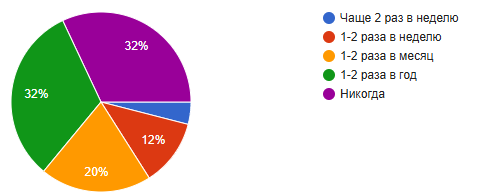 32%
32%
12%
20%
Чаще 2 раз в неделю
1-2 раза в неделю
1-2 раза в месяц
1-2 раза в год
Никогда